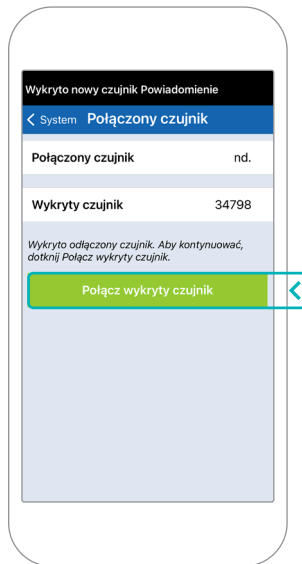 Wykryto nowy czujnik Powiadomienie
System Połączony czujnik
Połączony czujnik nd.
Wykryty czujnik 34798
Wykryto odłączony czujnik. Aby kontynuować,
dotknij Połącz wykryty czujnik.
Połącz wykryty czujnik